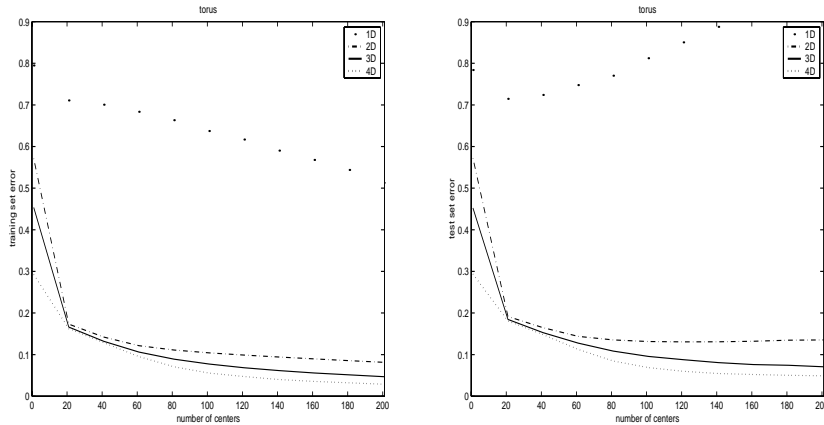 torus
0.9
0.8
0.7
0.6
0.5
0.4
0.3
0.2
0.1
0
training set error
0 20 40 60 80 100 120 140 160 180 200
number of centers
1D
2D
3D
4D
torus
0.9
0.8
0.7
0.6
0.5
0.4
0.3
0.2
0.1
0
test set error
0 20 40 60 80 100 120 140 160 180 200
number of centers
1D
2D
3D
4D